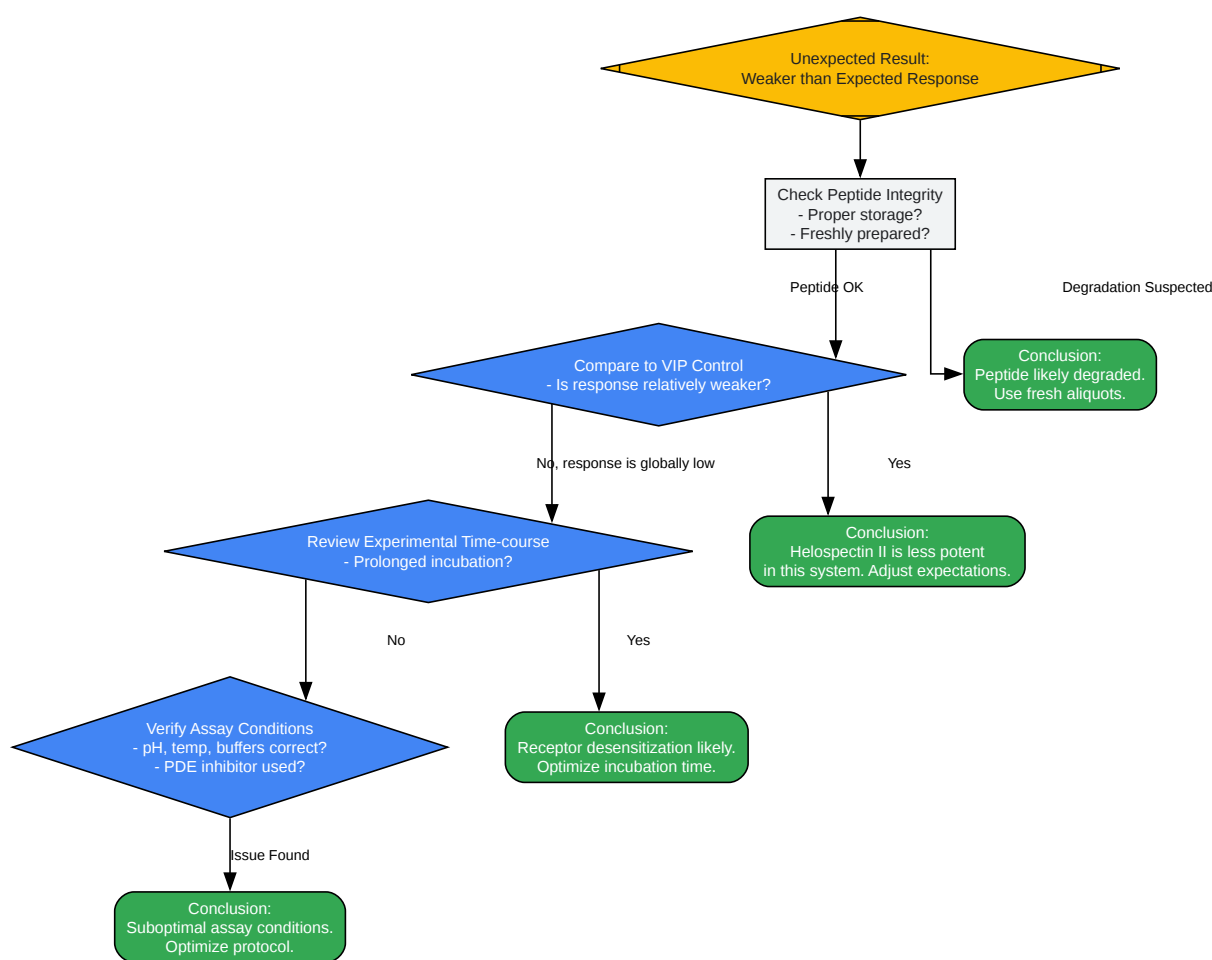 Unexpected Result:
Weaker than Expected Response
Check Peptide Integrity
- Proper storage?
- Freshly prepared?
Peptide OK
Degradation Suspected
Compare to VIP Control
- Is response relatively weaker?
Conclusion:
Peptide likely degraded.
Use fresh aliquots.
No, response is globally low
Yes
Review Experimental Time-course
- Prolonged incubation?
Conclusion:
Helospectin II is less potent
in this system. Adjust expectations.
No
Yes
Verify Assay Conditions
- pH, temp, buffers correct?
- PDE inhibitor used?
Conclusion:
Receptor desensitization likely.
Optimize incubation time.
Issue Found
Conclusion:
Suboptimal assay conditions.
Optimize protocol.